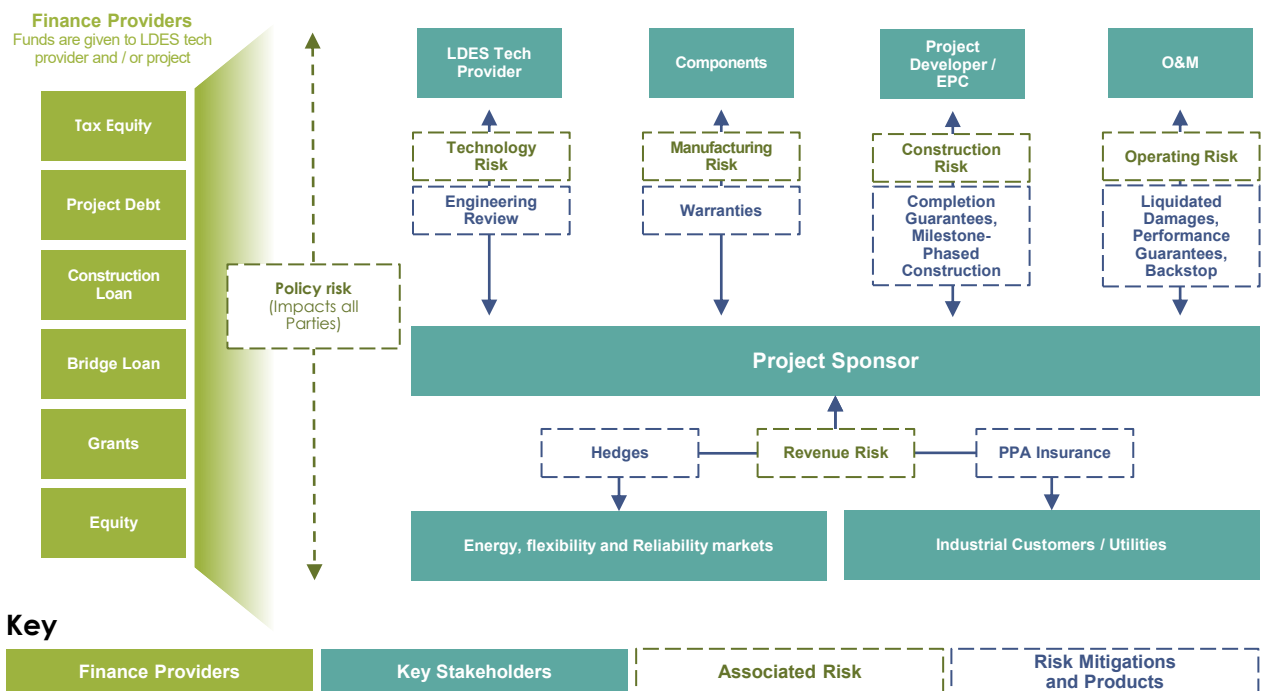 Finance Providers
Funds are given to LDES tech
provider and / or project
Tax Equity
Project Debt
Construction
Loan
Bridge Loan
Grants
Equity
Policy risk
(Impacts all
Parties)
LDES Tech
Provider
Components
Project
Developer /
EPC
O&M
Technology
Risk
Manufacturing
Risk
Construction
Risk
Operating Risk
Engineering
Review
Warranties
Completion
Guarantees,
Milestone-
Phased
Construction
Liquidated
Damages,
Performance
Guarantees,
Backstop
Project Sponsor
Hedges
Revenue Risk
PPA Insurance
Energy, flexibility and Reliability markets
Industrial Customers / Utilities
Key
Finance Providers
Key Stakeholders
Associated Risk
Risk Mitigations
and Products